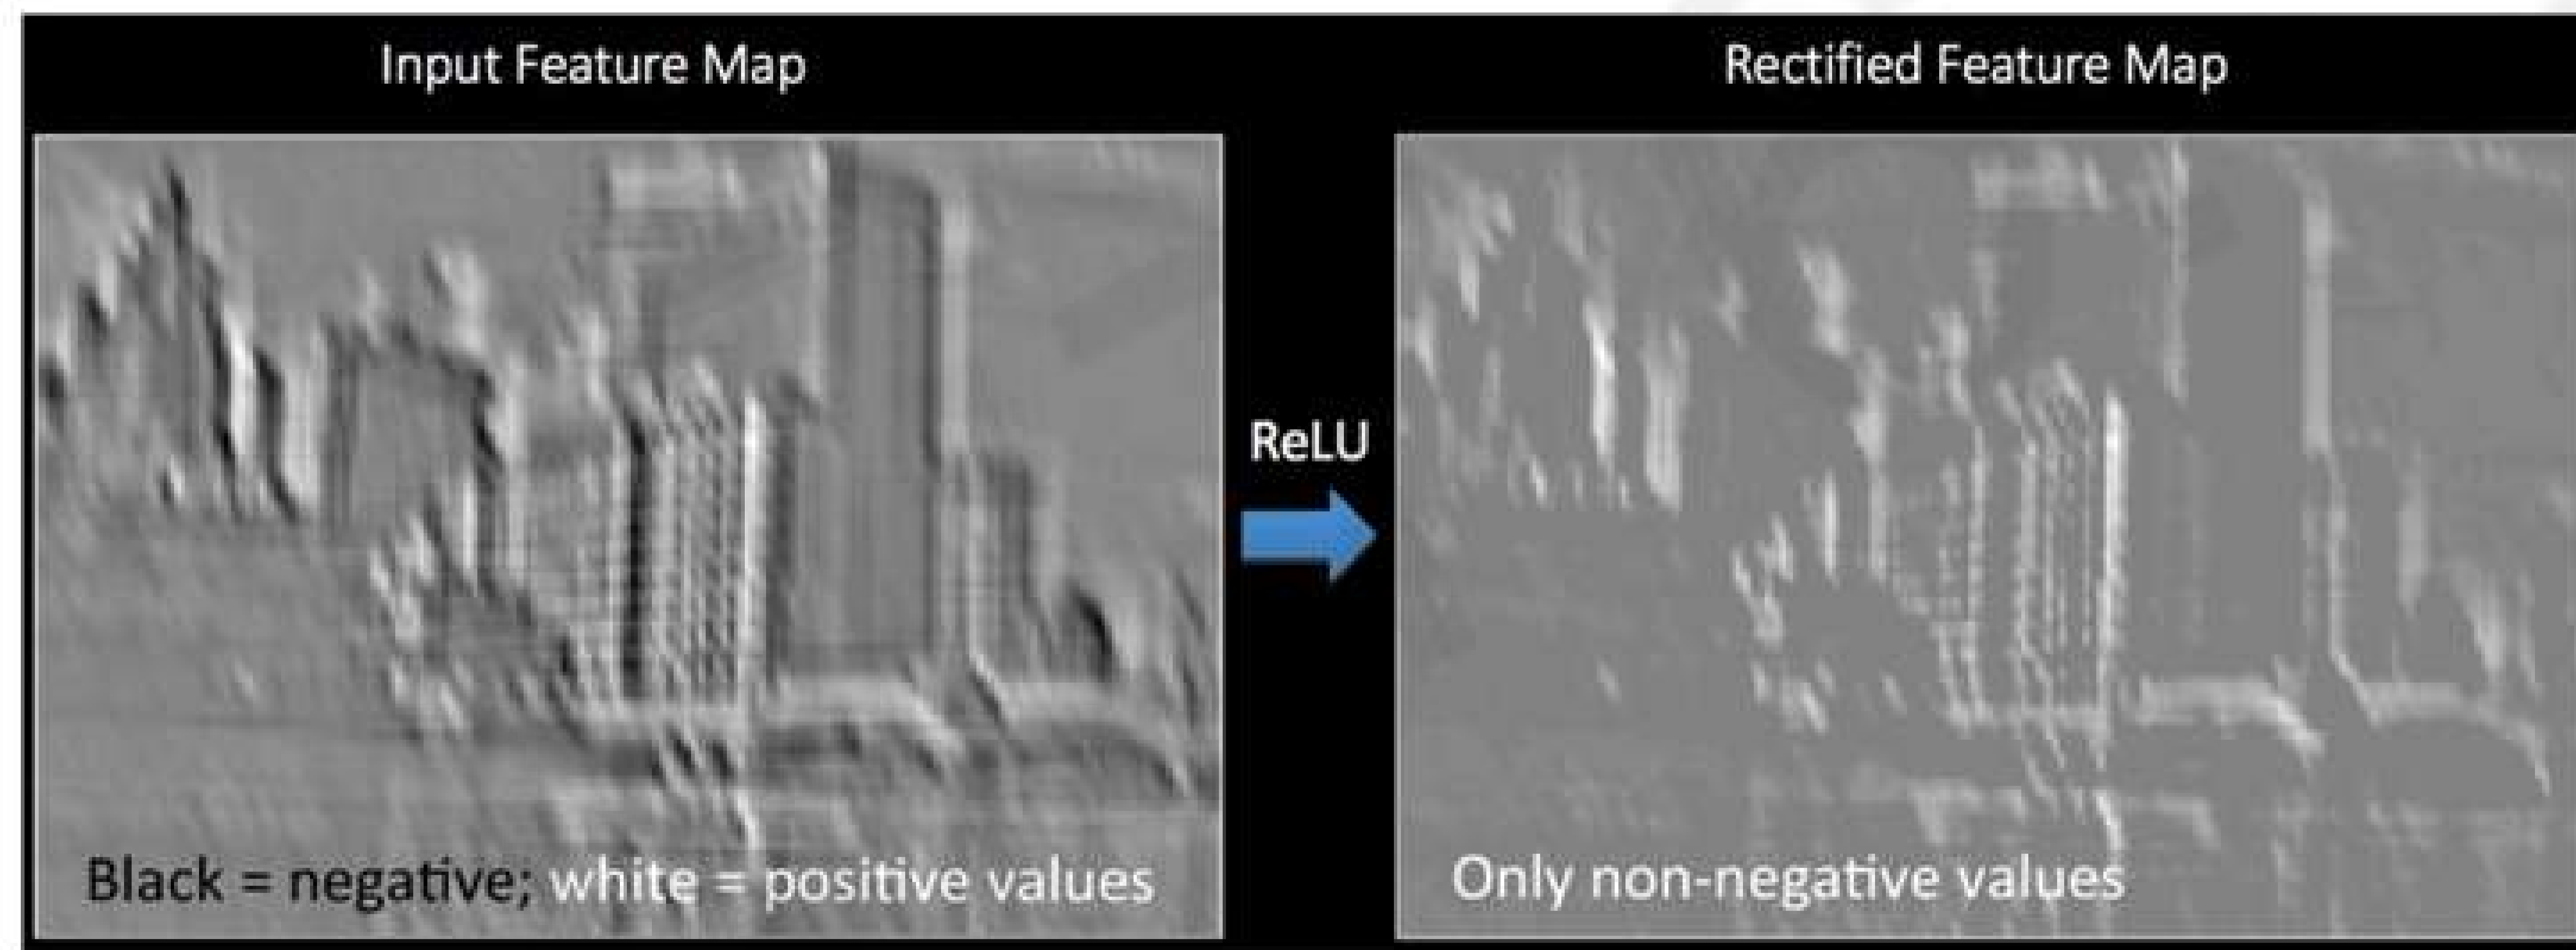 Input Feature Map
Rectified Feature Map
ReLU
Black = negative; white = positive values
Only non-negative values